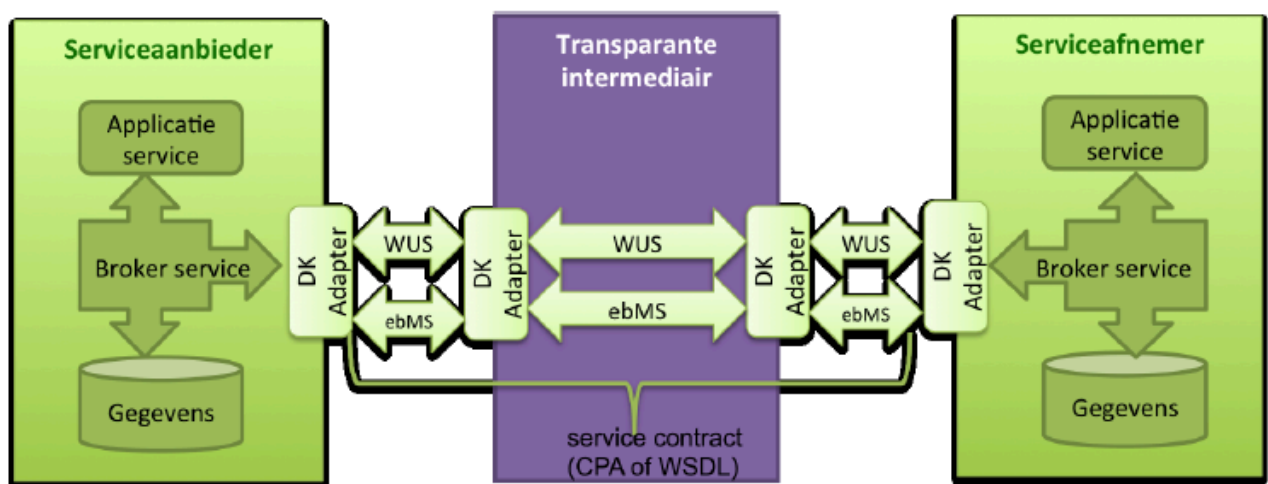 Serviceaanbieder
Applicatie
service
Broker service
Gegevens
DK
Adapter
WUS
ebMS
DK
Adapter
Transparante
intermediair
WUS
ebMS
service contract
(CPA of WSDL)
DK
Adapter
WUS
ebMS
DK
Adapter
Serviceafnemer
Applicatie
service
Broker service
Gegevens